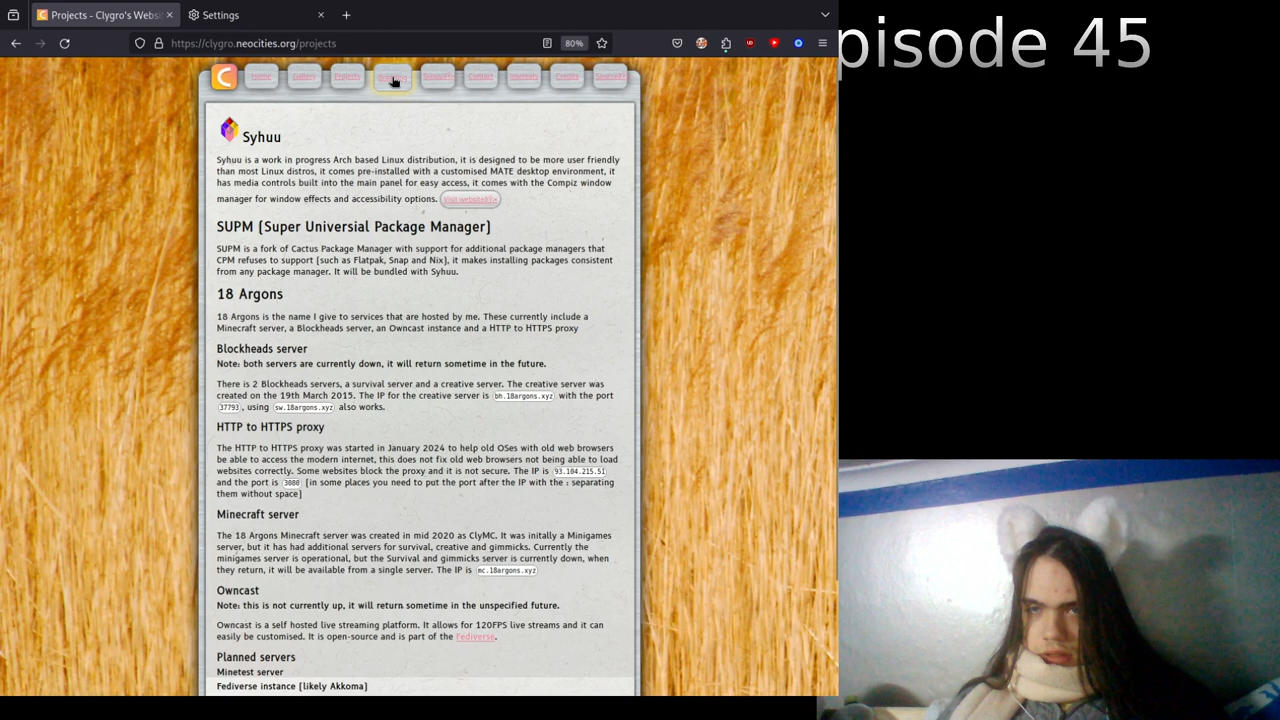 Projects - Clygro's Websi
Settings
https://clygro.neocities.org/projects
80%
pisode 45
Home
Gallery
Projects
Contact
Credits
Syhuu
Syhuu is a work in progress Arch based Linux distribution, it is designed to be more user friendly
than most Linux distros, it comes pre-installed with a customised MATE desktop environment, it
has media controls built into the main panel for easy access, it comes with the Compiz window
manager for window effects and accessibility options. Visit website
SUPM [Super Universial Package Manager]
SUPM is a fork of Cactus Package Manager with support for additional package managers that
CPM refuses to support [such as Flatpak, Snap and Nix], it makes installing packages consistent
from any package manager. It will be bundled with Syhuu.
18 Argons
18 Argons is the name I give to services that are hosted by me. These currently include a
Minecraft server, a Blockheads server, an Owncast instance and a HTTP to HTTPS proxy
Blockheads server
Note: both servers are currently down, it will return sometime in the future.
There is 2 Blockheads servers, a survival server and a creative server. The creative server was
created on the 19th March 2015. The IP for the creative server is bh.18argons.xyz with the port
37793, using sw.18argons.xyz also works.
HTTP to HTTPS proxy
The HTTP to HTTPS proxy was started in January 2024 to help old OSes with old web browsers
be able to access the modern internet, this does not fix old web browsers not being able to load
websites correctly. Some websites block the proxy and it is not secure. The IP is 93.104.215.51
and the port is 3080 [in some places you need to put the port after the IP with the : separating
them without space]
Minecraft server
The 18 Argons Minecraft server was created in mid 2020 as ClyMC. It was initally a Minigames
server, but it has had additional servers for survival, creative and gimmicks. Currently the
minigames server is operational, but the Survival and gimmicks server is currently down, when
they return, it will be available from a single server. The IP is mc.18argons.xyz
Owncast
Note: this is not currently up, it will return sometime in the unspecified future.
Owncast is a self hosted live streaming platform. It allows for 120FPS live streams and it can
easily be customised. It is open-source and is part of the Fediverse.
Planned servers
Minetest server
Fediverse instance [likely Akkoma]